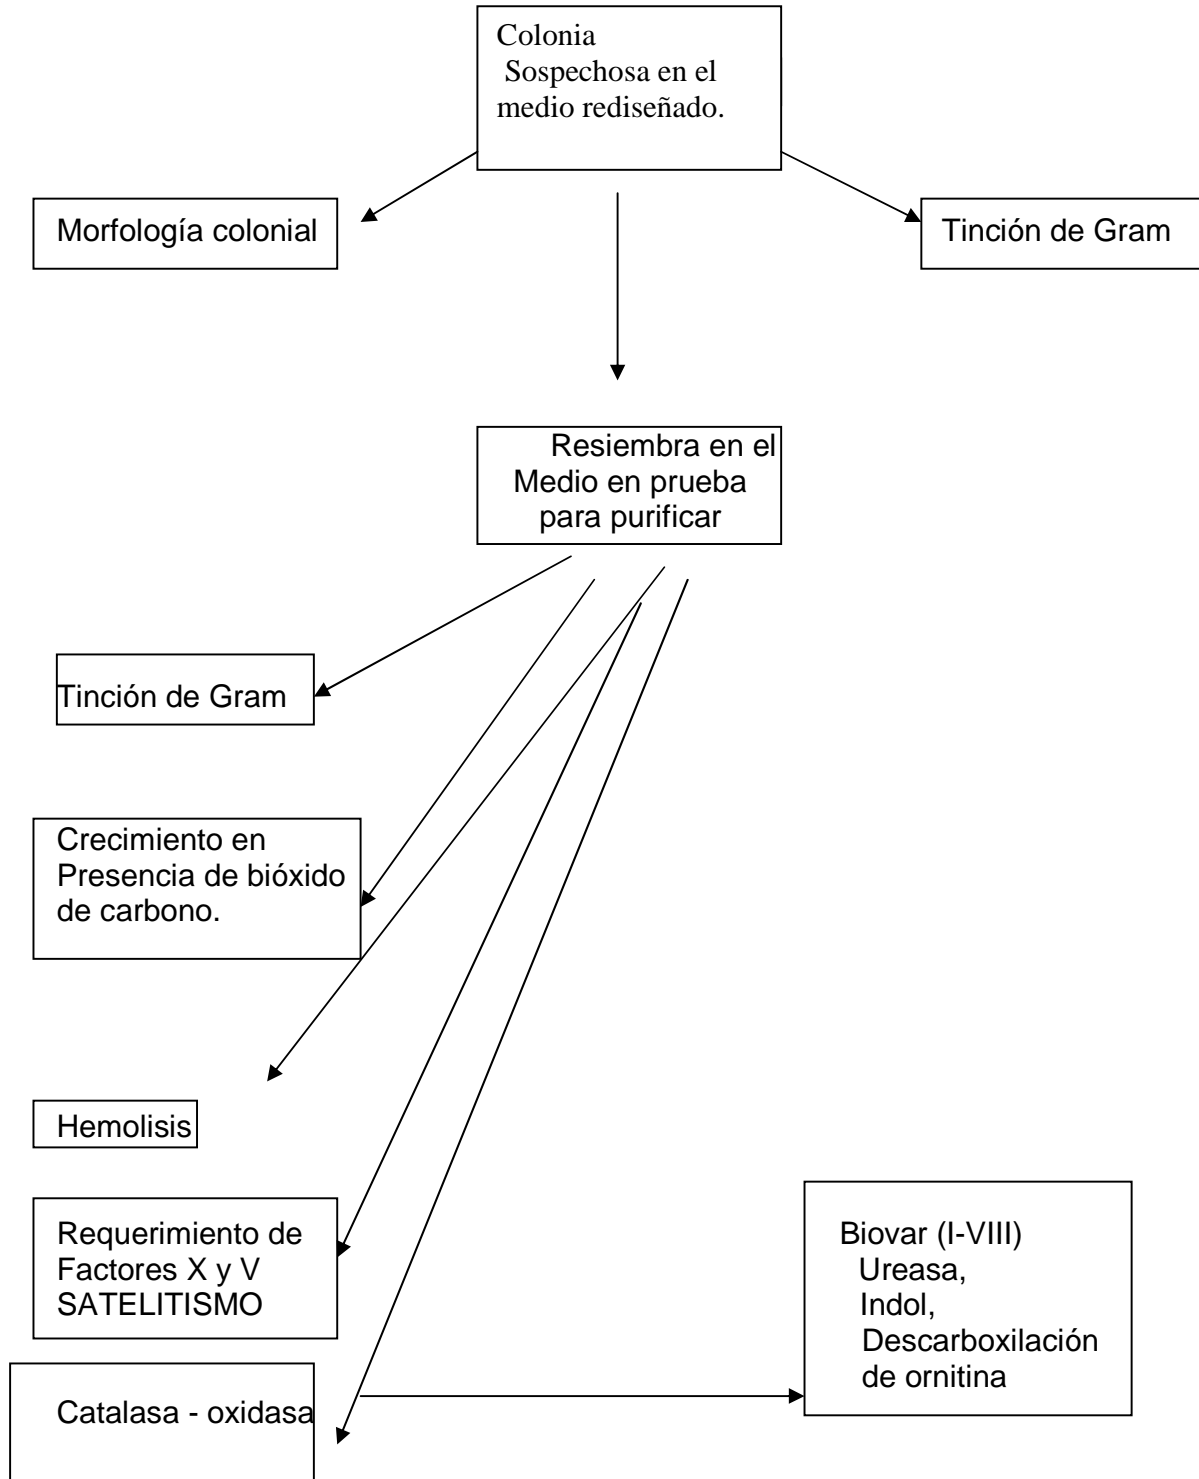 Colonia
Sospechosa en el
medio rediseñado.
Morfología colonial
Tinción de Gram
Resiembra en el
Medio en prueba
para purificar
Tinción de Gram
Crecimiento en
Presencia de bióxido
de carbono.
Hemolisis
Requerimiento de
Factores X y V
SATELITISMO
Biovar (I-VIII)
Ureasa,
Indol,
Descarboxilación
de ornitina
Catalasa - oxidasa